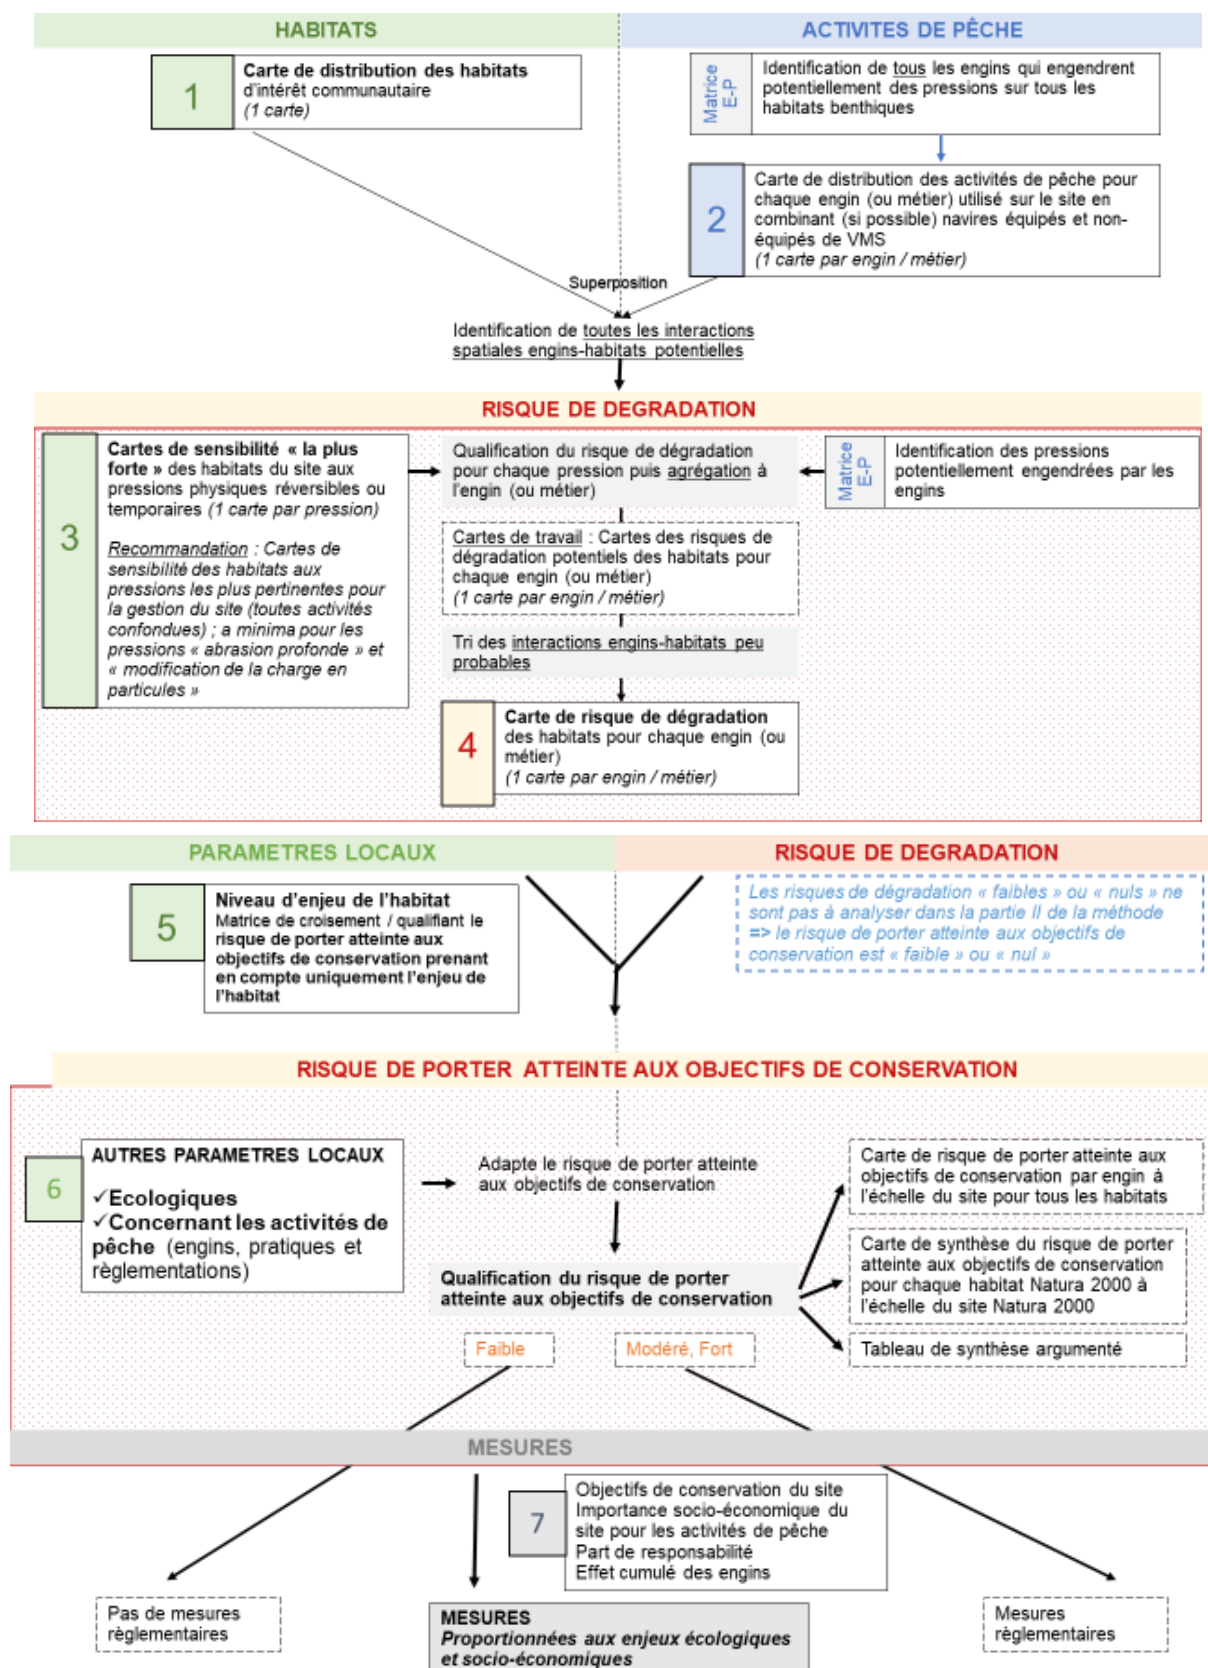 HABITATS
ACTIVITES DE PÊCHE
1
Carte de distribution des habitats
d'intérêt communautaire
(1 carte)
Matrice
E-P
Identification de tous les engins qui engendrent
potentiellement des pressions sur tous les
habitats benthiques
2
Carte de distribution des activités de pêche pour
chaque engin (ou métier) utilisé sur le site en
combinant (si possible) navires équipés et non-
équipés de VMS
(1 carte par engin / métier)
Superposition
Identification de toutes les interactions
spatiales engins-habitats potentielles
RISQUE DE DEGRADATION
3
Cartes de sensibilité « la plus
forte » des habitats du site aux
pressions physiques réversibles ou
temporaires (1 carte par pression)
Recommandation : Cartes de
sensibilité des habitats aux
pressions les plus pertinentes pour
la gestion du site (toutes activités
confondues) ; a minima pour les
pressions « abrasion profonde » et
« modification de la charge en
particules »
Qualification du risque de dégradation
pour chaque pression puis agrégation à
l'engin (ou métier)
Matrice
E-P
Identification des pressions
potentiellement engendrées par les
engins
Cartes de travail : Cartes des risques de
dégradation potentiels des habitats pour
chaque engin (ou métier)
(1 carte par engin / métier)
Tri des interactions engins-habitats peu
probables
4
Carte de risque de dégradation
des habitats pour chaque engin (ou
métier)
(1 carte par engin / métier)
PARAMETRES LOCAUX
RISQUE DE DEGRADATION
5
Niveau d'enjeu de l'habitat
Matrice de croisement / qualifiant le
risque de porter atteinte aux
objectifs de conservation prenant
en compte uniquement l'enjeu de
l'habitat
Les risques de dégradation « faibles » ou « nuls » ne
sont pas à analyser dans la partie II de la méthode
=> le risque de porter atteinte aux objectifs de
conservation est « faible » ou « nul »
RISQUE DE PORTER ATTEINTE AUX OBJECTIFS DE CONSERVATION
6
AUTRES PARAMETRES LOCAUX
✓Ecologiques
✓Concernant les activités de
pêche (engins, pratiques et
règlementations)
Adapte le risque de porter atteinte
aux objectifs de conservation
Qualification du risque de porter
atteinte aux objectifs de conservation
Carte de risque de porter atteinte aux
objectifs de conservation par engin à
l'échelle du site pour tous les habitats
Carte de synthèse du risque de porter
atteinte aux objectifs de conservation
pour chaque habitat Natura 2000 à
l'échelle du site Natura 2000
Tableau de synthèse argumenté
Faible
Modéré, Fort
MESURES
7
Objectifs de conservation du site
Importance socio-économique du
site pour les activités de pêche
Part de responsabilité
Effet cumulé des engins
Pas de mesures
règlementaires
MESURES
Proportionnées aux enjeux écologiques
et socio-économiques
Mesures
règlementaires